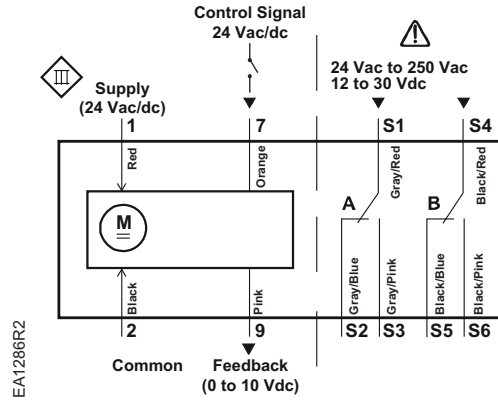 Control Signal
24 Vac/dc
III
Supply
(24 Vac/dc)
24 Vac to 250 Vac
12 to 30 Vdc
1
7
S1
S4
Red
Orange
Gray/Red
Black/Red
A
B
M
Black
Pink
Gray/Blue
Gray/Pink
Black/Blue
Black/Pink
2
9
S2
S3
S5
S6
Common
Feedback
(0 to 10 Vdc)
EA1286R2